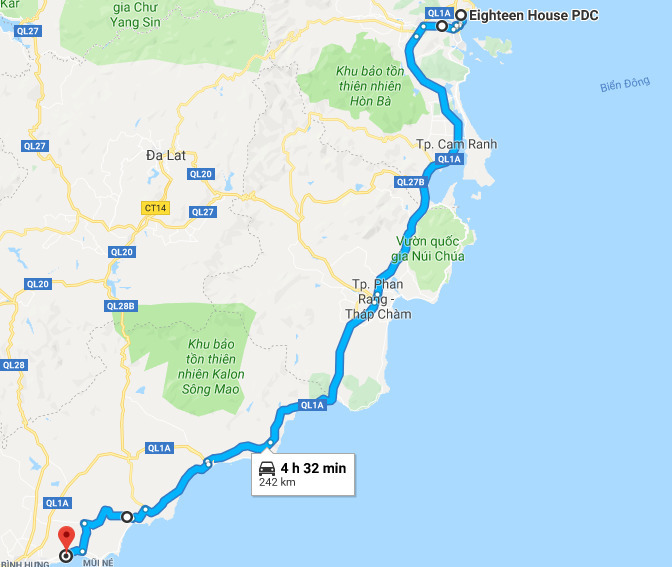 Kar
gia Chư
Yang Sin
QL1A
Eighteen House PDC
QL27
Khu bảo tồn
thiên nhiên
Hòn Bà
Biển Đông
Tp. Cam Ranh
QL27
Đa Lat
QL1A
QL20
QL27B
CT14
QL27
Vườn quốc
gia Núi Chúa
QL20
QL20
Tp. Phan
Rang -
Tháp Chàm
QL28B
Khu bảo
tồn thiên
nhiên Kalon
Sông Mao
QL28
QL1A
QL1A
4 h 32 min
242 km
QL1A
BÌNH HƯNG
MŨI NÉ